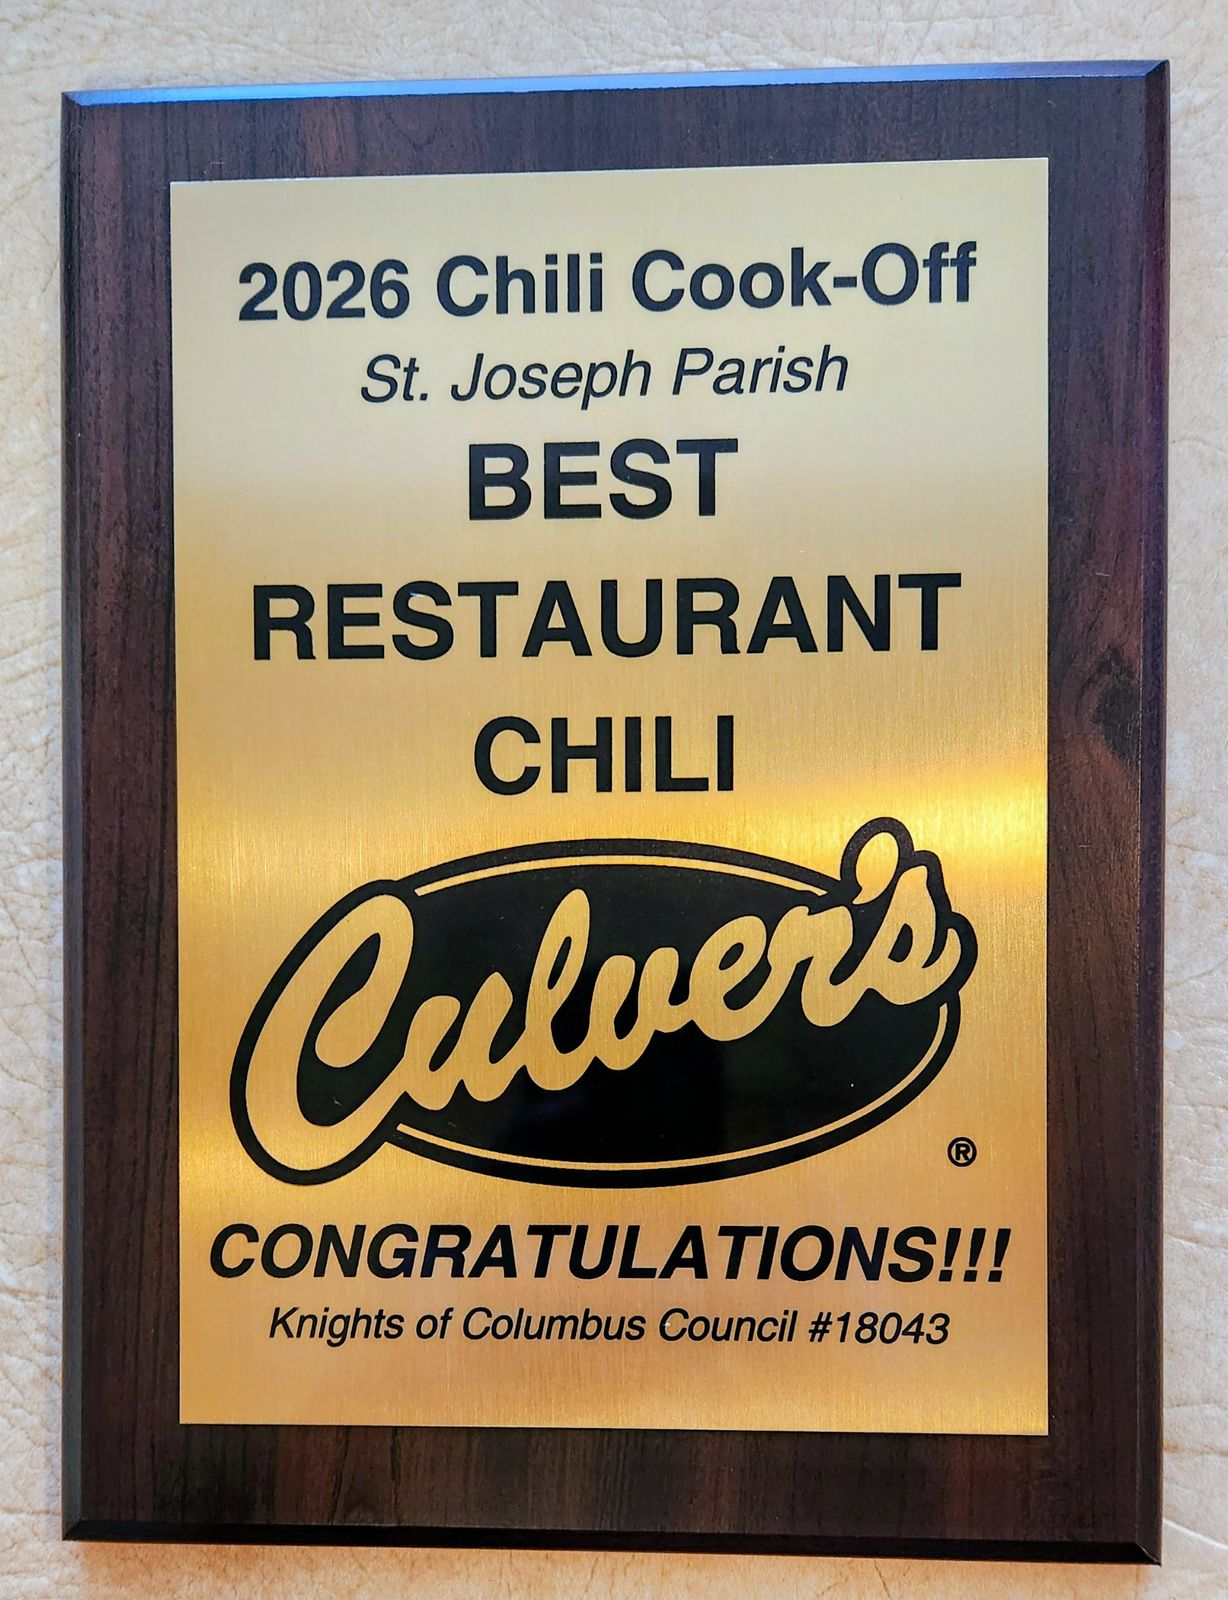 2026 Chili Cook-Off
St. Joseph Parish
BEST
RESTAURANT
CHILI
Culver's
®
CONGRATULATIONS!!!
Knights of Columbus Council #18043